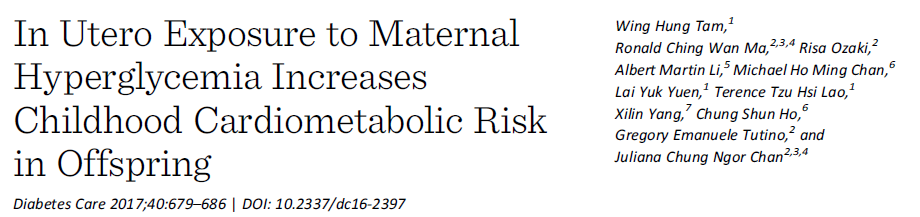 In Utero Exposure to Maternal
Hyperglycemia Increases
Childhood Cardiometabolic Risk
in Offspring
Diabetes Care 2017;40:679–686 | DOI: 10.2337/dc16-2397
Wing Hung Tam,1
Ronald Ching Wan Ma,2,3,4 Risa Ozaki,2
Albert Martin Li,5 Michael Ho Ming Chan,6
Lai Yuk Yuen,1 Terence Tzu Hsi Lao,1
Xilin Yang,7 Chung Shun Ho,6
Gregory Emanuele Tutino,2 and
Juliana Chung Ngor Chan2,3,4